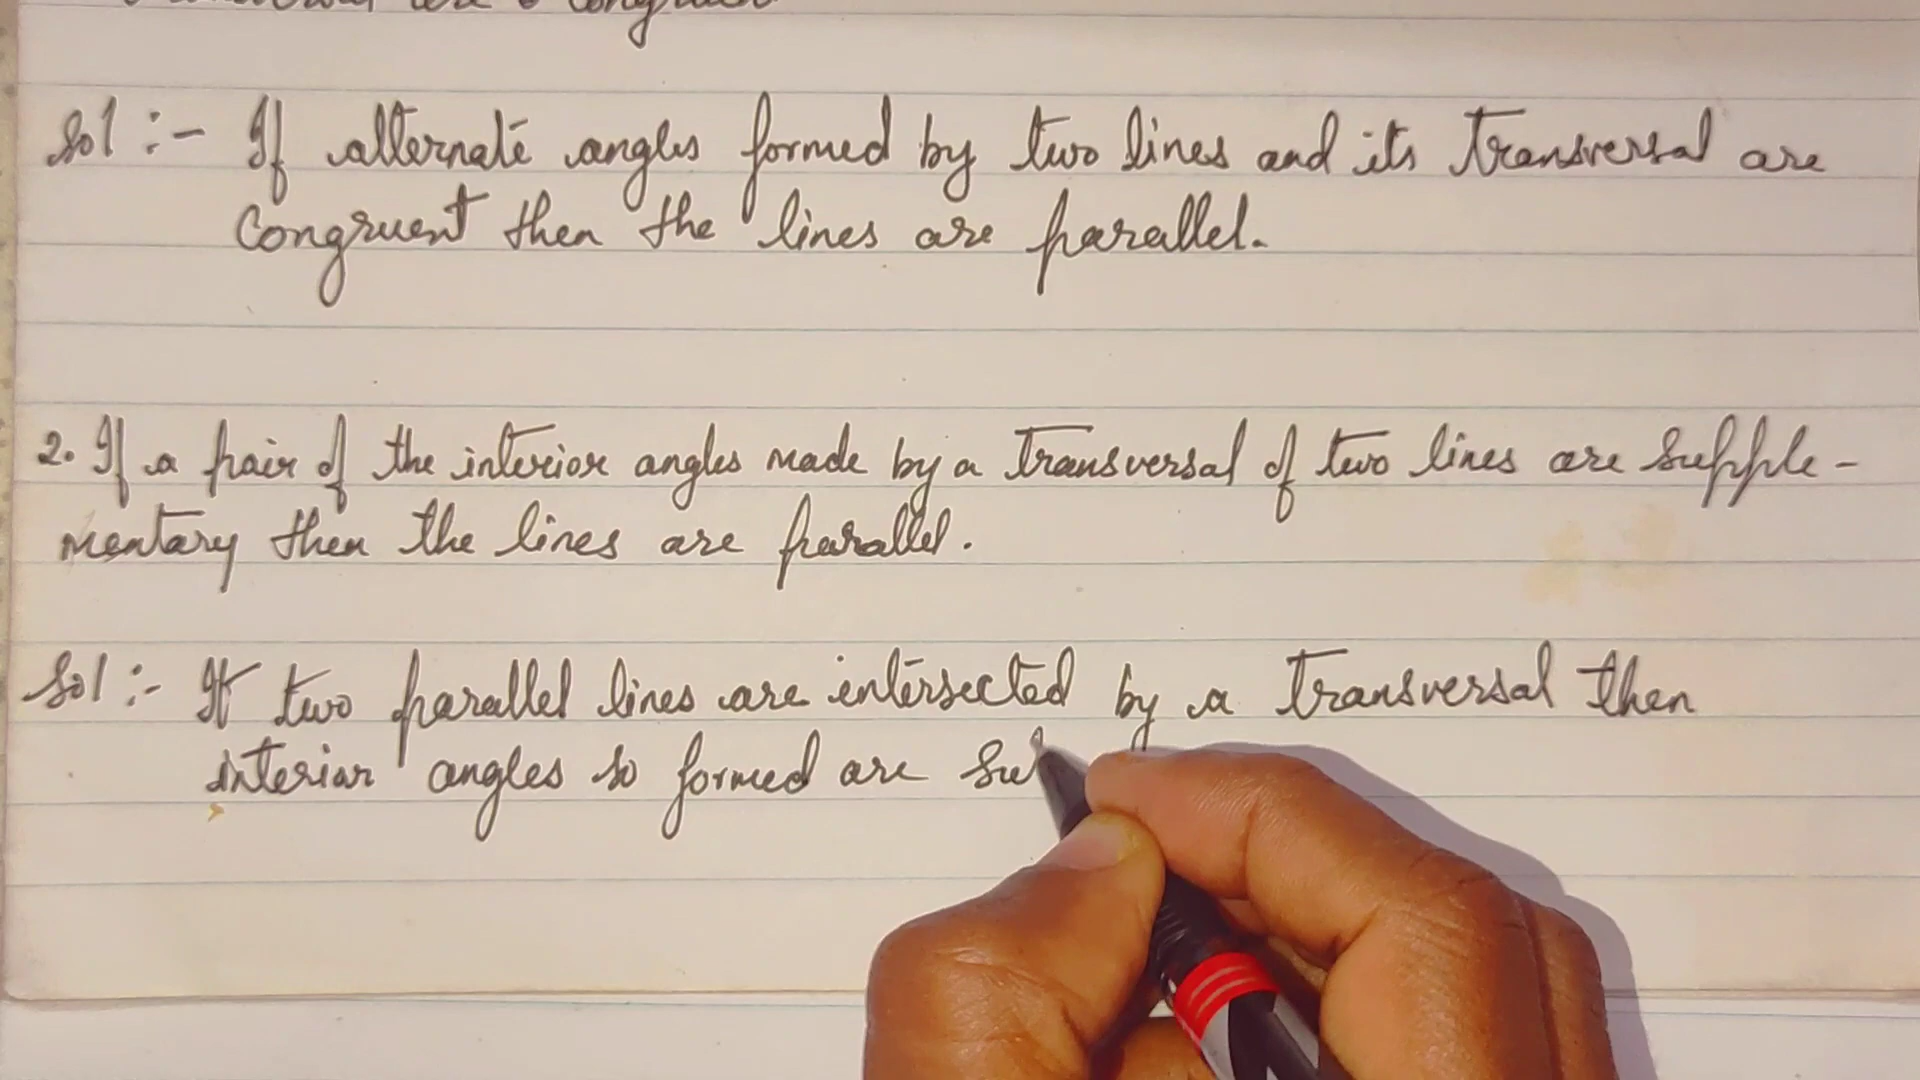 Sol :- If alternate angles formed by two lines and its transversal are
Congruent then the lines are parallel.
2. If a pair of the interior angles made by a transversal of two lines are supple-
mentary then the lines are parallel.
Sol :- If two parallel lines are intersected by a transversal then
interior angles so formed are